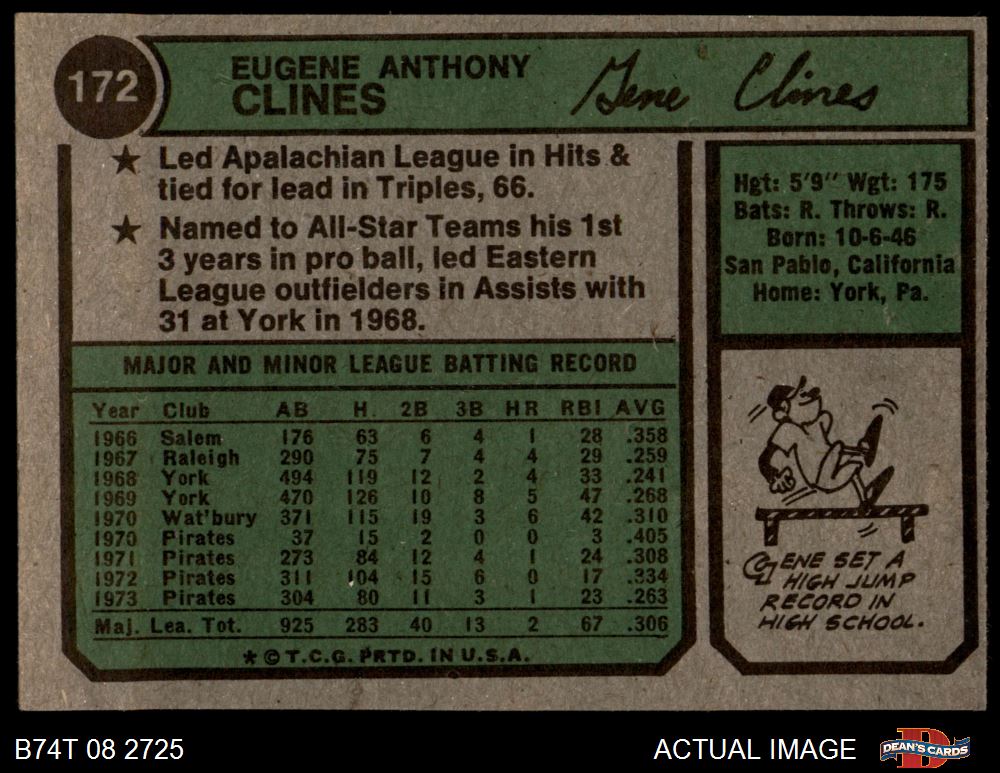 172
EUGENE ANTHONY
CLINES
Gene Clines
★ Led Apalachian League in Hits &
tied for lead in Triples, 66.
★ Named to All-Star Teams his 1st
3 years in pro ball, led Eastern
League outfielders in Assists with
31 at York in 1968.
Hgt: 5'9" Wgt: 175
Bats: R. Throws: R.
Born: 10-6-46
San Pablo, California
Home: York, Pa.
MAJOR AND MINOR LEAGUE BATTING RECORD
Year Club AB H. 2B 3B HR RBI AVG
1966 Salem 176 63 6 4 1 28 .358
1967 Raleigh 290 75 7 4 4 29 .259
1968 York 494 119 12 2 4 33 .241
1969 York 470 126 10 8 5 47 .268
1970 Wat'bury 371 115 19 3 6 42 .310
1970 Pirates 37 15 2 0 0 3 .405
1971 Pirates 273 84 12 4 1 24 .308
1972 Pirates 311 104 15 6 0 17 .334
1973 Pirates 304 80 11 3 1 23 .263
Maj. Lea. Tot. 925 283 40 13 2 67 .306
* © T.C.G. PRTD. IN U.S.A.
GENE SET A
HIGH JUMP
RECORD IN
HIGH SCHOOL.
B74T 08 2725
ACTUAL IMAGE
DEAN'S CARDS